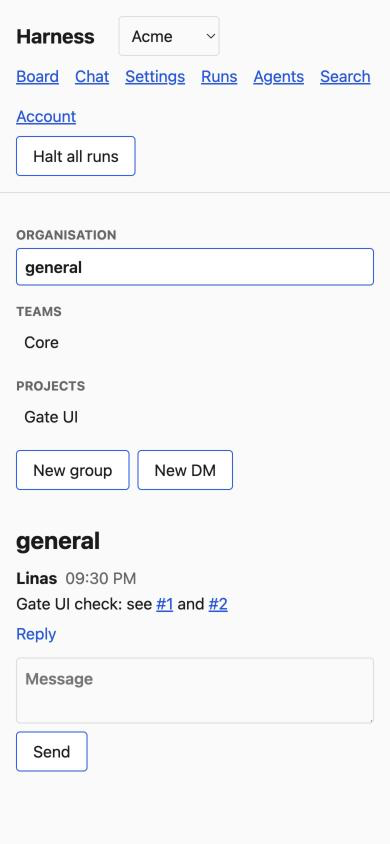 Harness Acme
Board Chat Settings Runs Agents Search
Account
Halt all runs
ORGANISATION
general
TEAMS
Core
PROJECTS
Gate UI
New group New DM
general
Linas 09:30 PM
Gate UI check: see #1 and #2
Reply
Message
Send